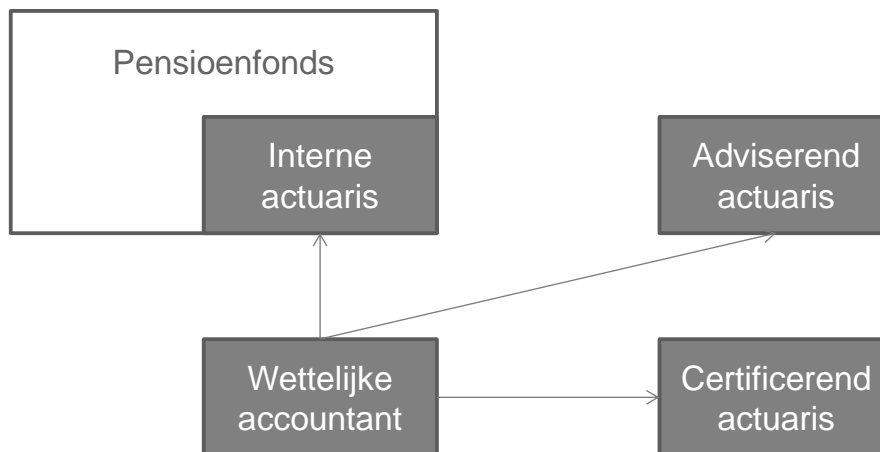 Pensioenfonds
Interne
actuaris
Adviserend
actuaris
Wettelijke
accountant
Certificerend
actuaris